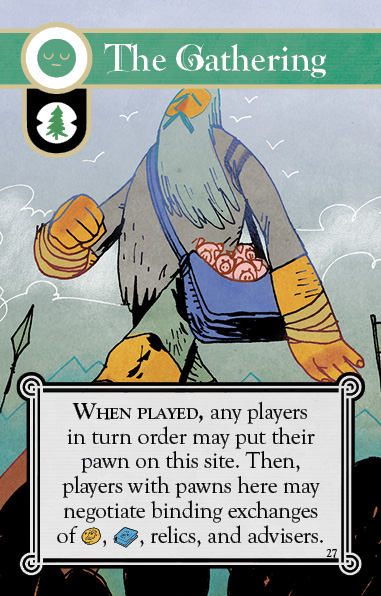 The Gathering
WHEN PLAYED, any players
in turn order may put their
pawn on this site. Then,
players with pawns here may
negotiate binding exchanges
of , , relics, and advisers.
27